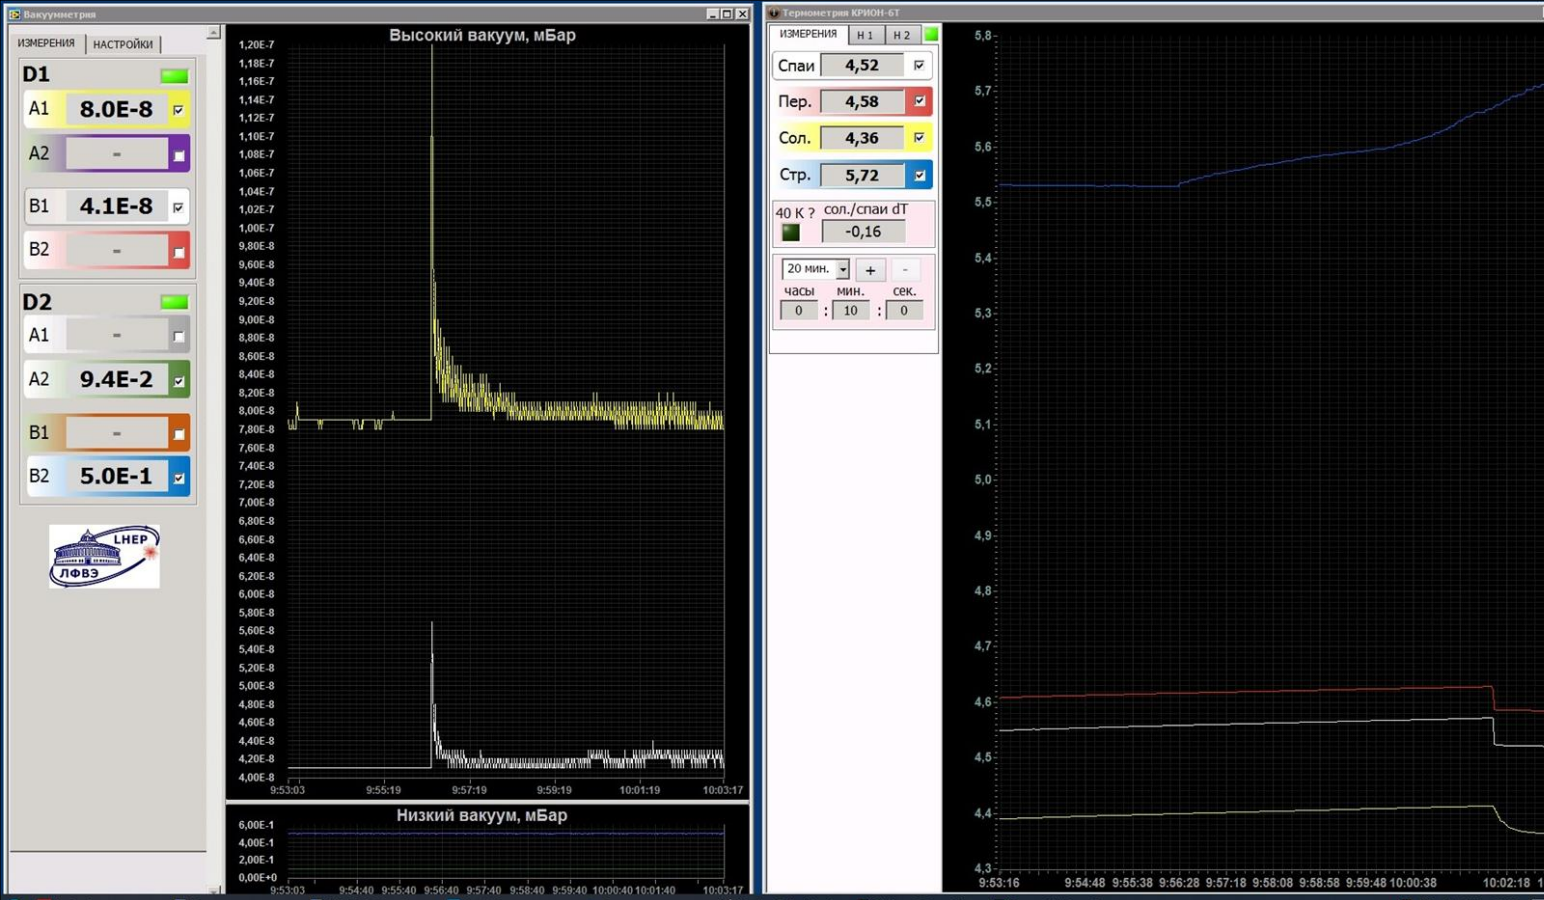 Вакуумметрия
ИЗМЕРЕНИЯ
НАСТРОЙКИ
D1
A1 8.0E-8
A2 -
B1 4.1E-8
B2 -
D2
A1 -
A2 9.4E-2
B1 -
B2 5.0E-1
LHEP
ЛФВЭ
Высокий вакуум, мБар
1,20E-7
1,18E-7
1,16E-7
1,14E-7
1,12E-7
1,10E-7
1,08E-7
1,06E-7
1,04E-7
1,02E-7
1,00E-7
9,80E-8
9,60E-8
9,40E-8
9,20E-8
9,00E-8
8,80E-8
8,60E-8
8,40E-8
8,20E-8
8,00E-8
7,80E-8
7,60E-8
7,40E-8
7,20E-8
7,00E-8
6,80E-8
6,60E-8
6,40E-8
6,20E-8
6,00E-8
5,80E-8
5,60E-8
5,40E-8
5,20E-8
5,00E-8
4,80E-8
4,60E-8
4,40E-8
4,20E-8
4,00E-8
9:53:03 9:55:19 9:57:19 9:59:19 10:01:19 10:03:17
Низкий вакуум, мБар
6,00E-1
4,00E-1
2,00E-1
0,00E+0
9:53:03 9:54:40 9:55:40 9:56:40 9:57:40 9:58:40 9:59:40 10:00:40 10:01:40 10:03:17
Термометрия КРИОН-6Т
ИЗМЕРЕНИЯ
Н 1
Н 2
Спаи 4,52
Пер. 4,58
Сол. 4,36
Стр. 5,72
40 К ? сол./спаи dT
-0,16
20 мин. + -
часы мин. сек.
0 : 10 : 0
5,8
5,7
5,6
5,5
5,4
5,3
5,2
5,1
5,0
4,9
4,8
4,7
4,6
4,5
4,4
4,3
9:53:16 9:54:48 9:55:38 9:56:28 9:57:18 9:58:08 9:58:58 9:59:48 10:00:38 10:02:18